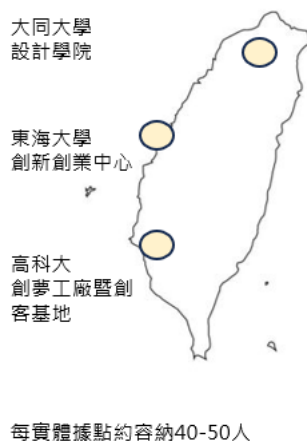 大同大學
設計學院
東海大學
創新創業中心
高科大
創夢工廠暨創
客基地
每實體據點約容納40-50人